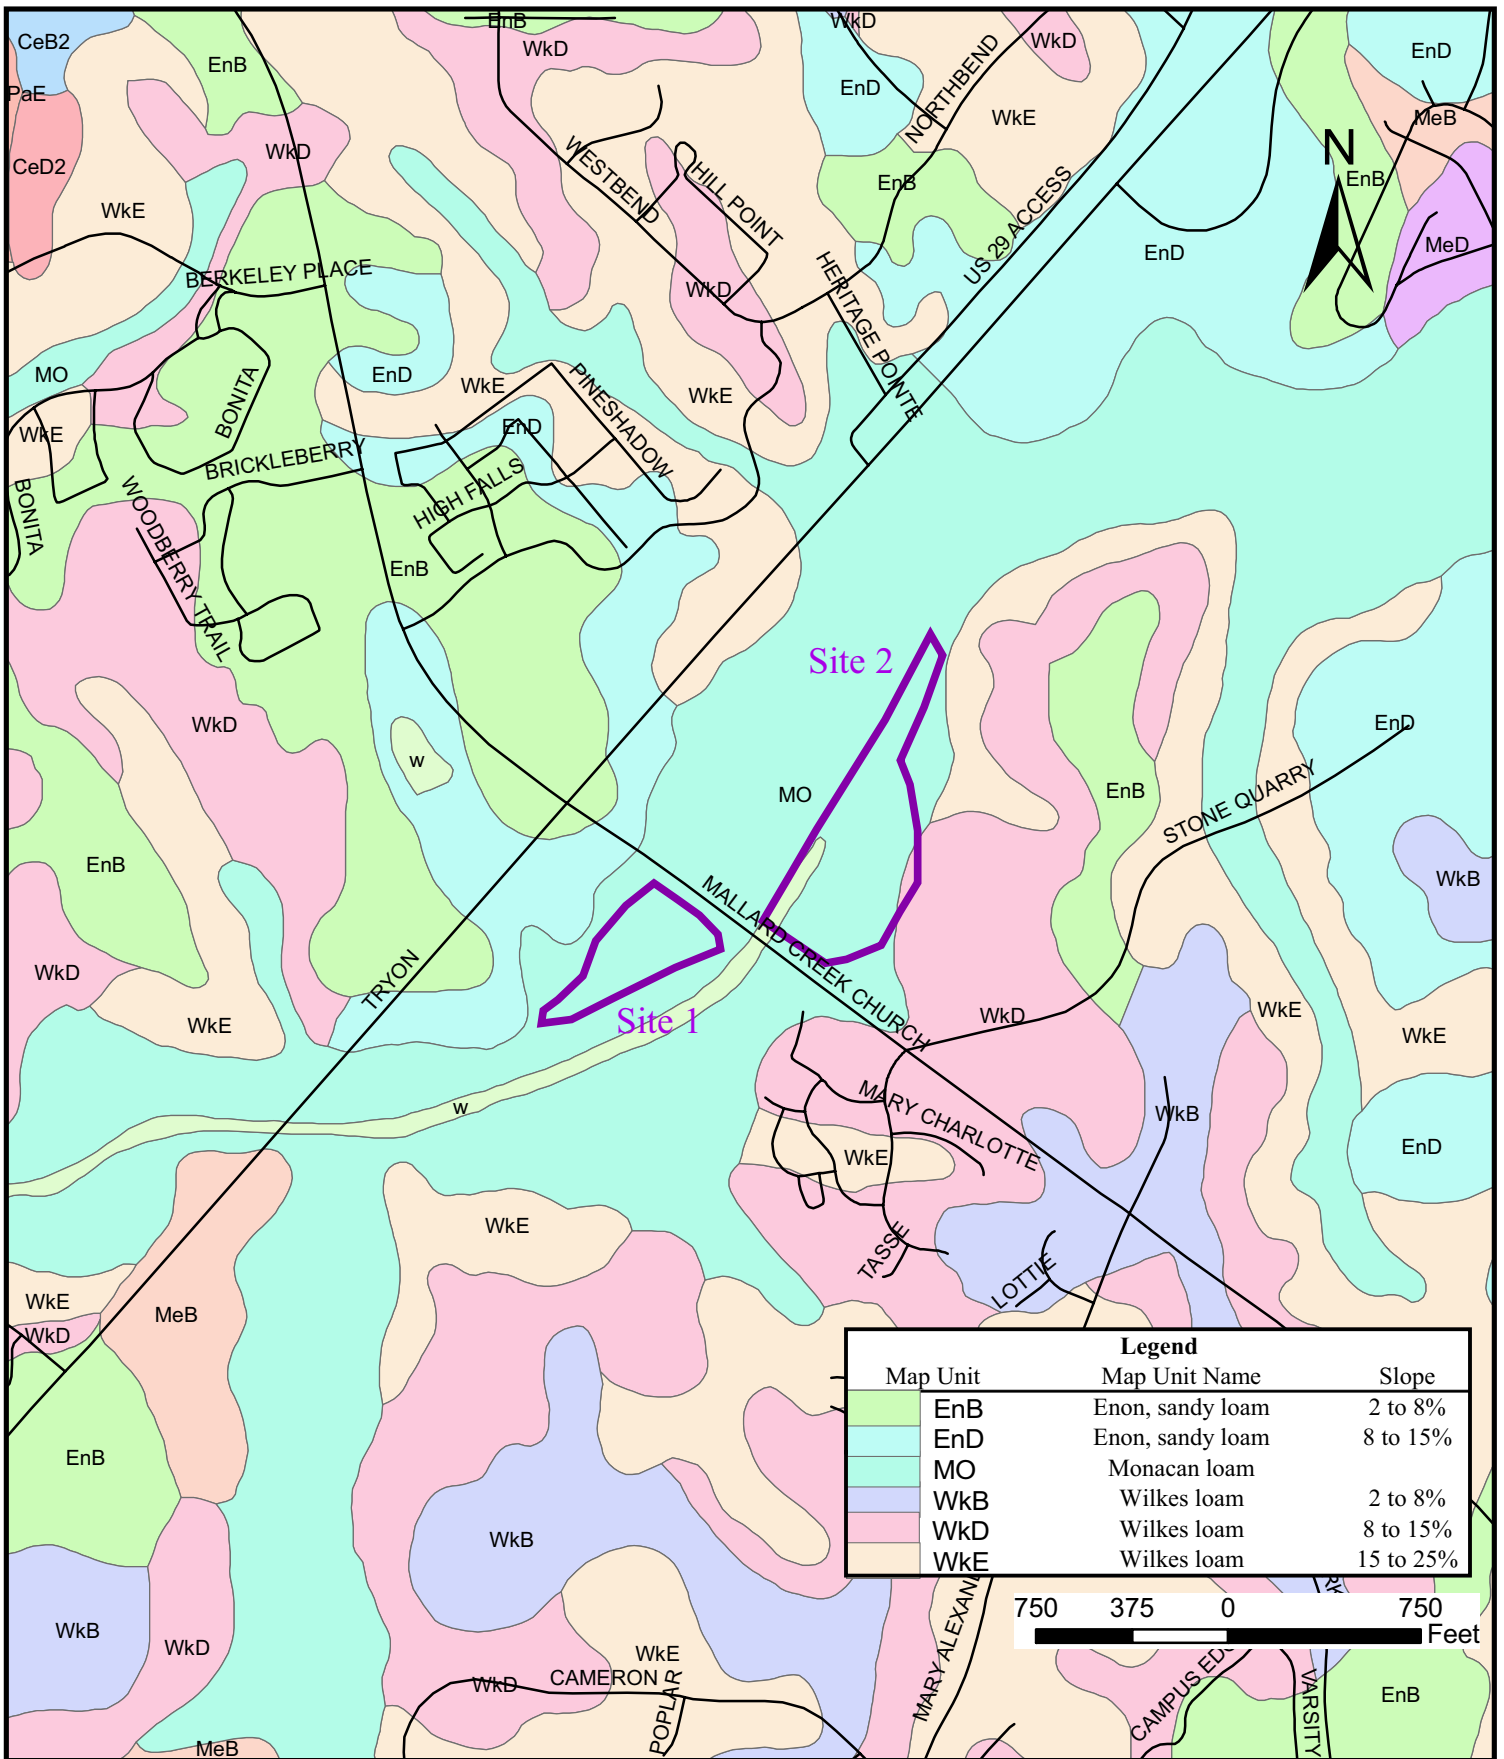 CeB2
EnB
EnB
WkD
WkD
WkD
EnD
EnD
PaE
EnD
NORTHBEND
WkE
MeB
CeD2
WkD
WESTBEND
HILL POINT
EnB
N
EnB
WkE
US 29 ACCESS
EnD
MeD
BERKELEY PLACE
WkD
HERITAGE POINTE
MO
EnD
WkE
PINESHADOW
WkE
BONITA
WkE
EnD
BRICKLEBERRY
HIGH FALLS
BONITA
WOODBERRY TRAIL
EnB
Site 2
WkD
EnD
w
MO
EnB
STONE QUARRY
EnB
WkB
MALLARD CREEK CHURCH
WkD
TRYON
Site 1
WkE
WkD
WkE
WkE
w
MARY CHARLOTTE
WkB
WkE
EnD
WkE
TASSE
LOTTIE
WkE
MeB
WkD
Legend
Map Unit Map Unit Name Slope
EnB Enon, sandy loam 2 to 8%
EnD Enon, sandy loam 8 to 15%
MO Monacan loam
WkB Wilkes loam 2 to 8%
WkD Wilkes loam 8 to 15%
WkE Wilkes loam 15 to 25%
EnB
WkB
750 375 0 750
Feet
WkB
WkD
WkE
WkD
CAMERON
POPLAR
MARY ALEXAN
CAMPUS EDG
VARSITY
EnB
MeB